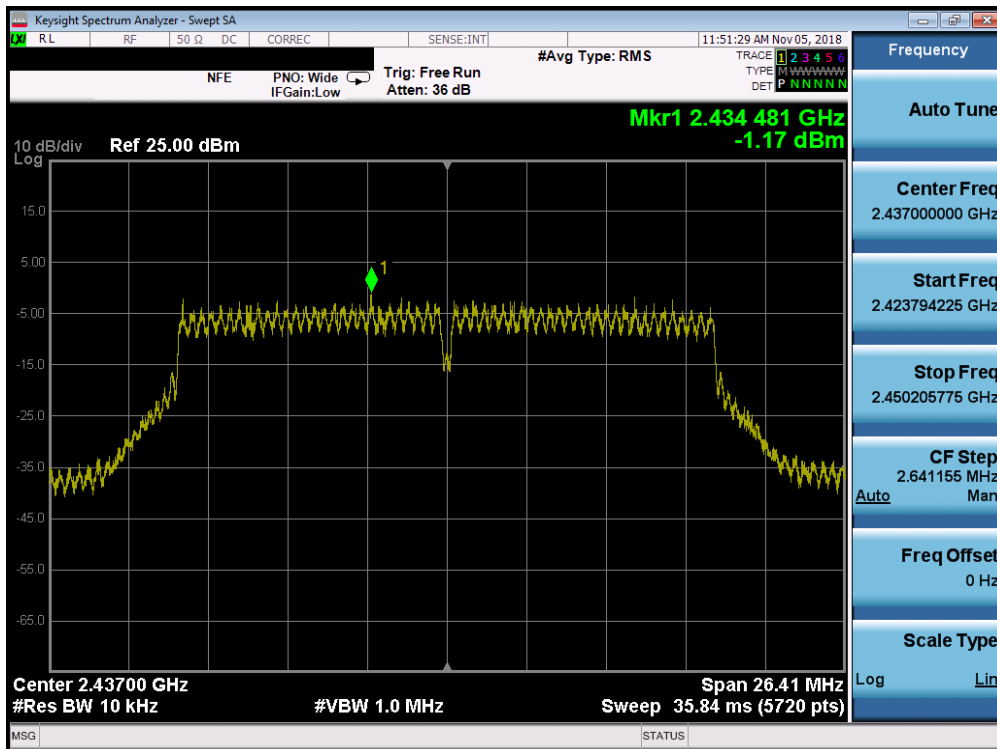 Keysight Spectrum Analyzer - Swept SA
LXI RL RF 50 Ω DC CORREC SENSE:INT 11:51:29 AM Nov 05, 2018
#Avg Type: RMS TRACE 1 2 3 4 5 6
NFE PNO: Wide Trig: Free Run TYPE M WWWWW
IFGain:Low Atten: 36 dB DET P N N N N N
Mkr1 2.434 481 GHz
-1.17 dBm
10 dB/div Ref 25.00 dBm
Log
15.0
5.00
1
-5.00
-15.0
-25.0
-35.0
-45.0
-55.0
-65.0
Center 2.43700 GHz Span 26.41 MHz
#Res BW 10 kHz #VBW 1.0 MHz Sweep 35.84 ms (5720 pts)
MSG STATUS
Frequency
Auto Tune
Center Freq
2.437000000 GHz
Start Freq
2.423794225 GHz
Stop Freq
2.450205775 GHz
CF Step
2.641155 MHz
Auto Man
Freq Offset
0 Hz
Scale Type
Log Lin